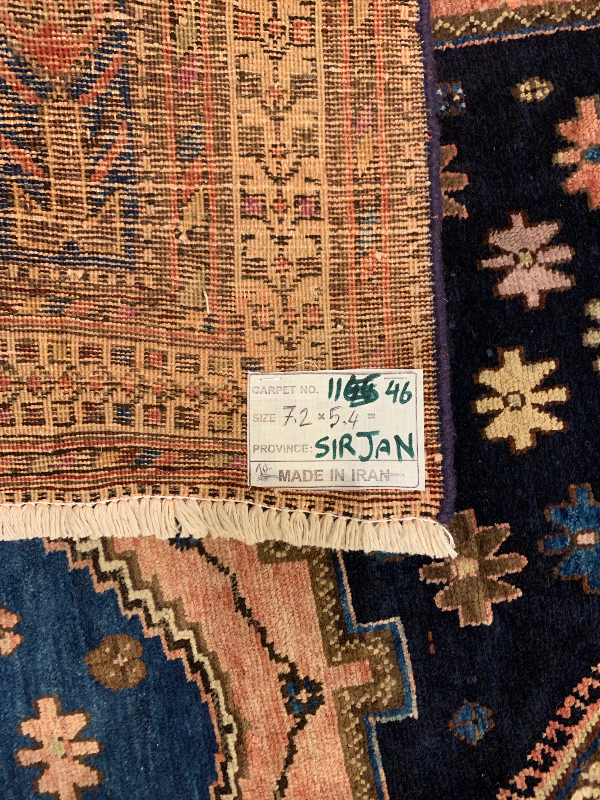 CARPET NO. 11 46
SIZE 7.2 × 5.4 =
PROVINCE: SIRJAN
MADE IN IRAN